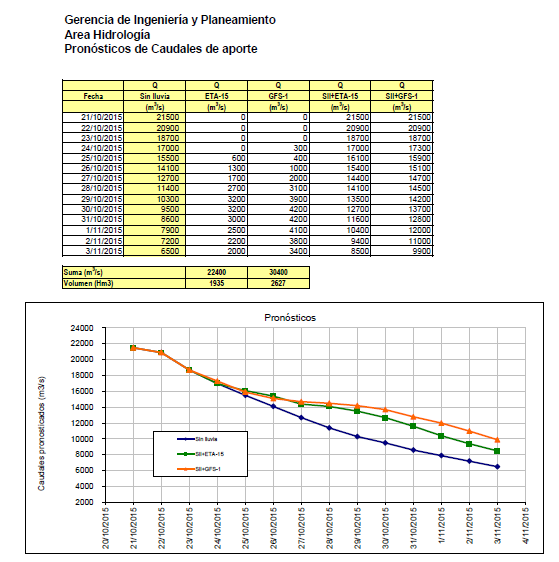 Gerencia de Ingeniería y Planeamiento
Area Hidrología
Pronósticos de Caudales de aporte
Q Q Q Q Q
Fecha Sin lluvia ETA-15 GFS-1 Sll+ETA-15 Sll+GFS-1
(m³/s) (m³/s) (m³/s) (m³/s) (m³/s)
21/10/2015 21500 0 0 21500 21500
22/10/2015 20900 0 0 20900 20900
23/10/2015 18700 0 0 18700 18700
24/10/2015 17000 0 300 17000 17300
25/10/2015 15500 600 400 16100 15900
26/10/2015 14100 1300 1000 15400 15100
27/10/2015 12700 1700 2000 14400 14700
28/10/2015 11400 2700 3100 14100 14500
29/10/2015 10300 3200 3900 13500 14200
30/10/2015 9500 3200 4200 12700 13700
31/10/2015 8600 3000 4200 11600 12800
1/11/2015 7900 2500 4100 10400 12000
2/11/2015 7200 2200 3800 9400 11000
3/11/2015 6500 2000 3400 8500 9900
Suma (m³/s) 22400 30400
Volumen (Hm3) 1935 2627
Pronósticos
Caudales pronosticados (m3/s)
24000
22000
20000
18000
16000
14000
12000
10000
8000
6000
4000
2000
Sin lluvia
Sll+ETA-15
Sll+GFS-1
20/10/2015
21/10/2015
22/10/2015
23/10/2015
24/10/2015
25/10/2015
26/10/2015
27/10/2015
28/10/2015
29/10/2015
30/10/2015
31/10/2015
1/11/2015
2/11/2015
3/11/2015
4/11/2015